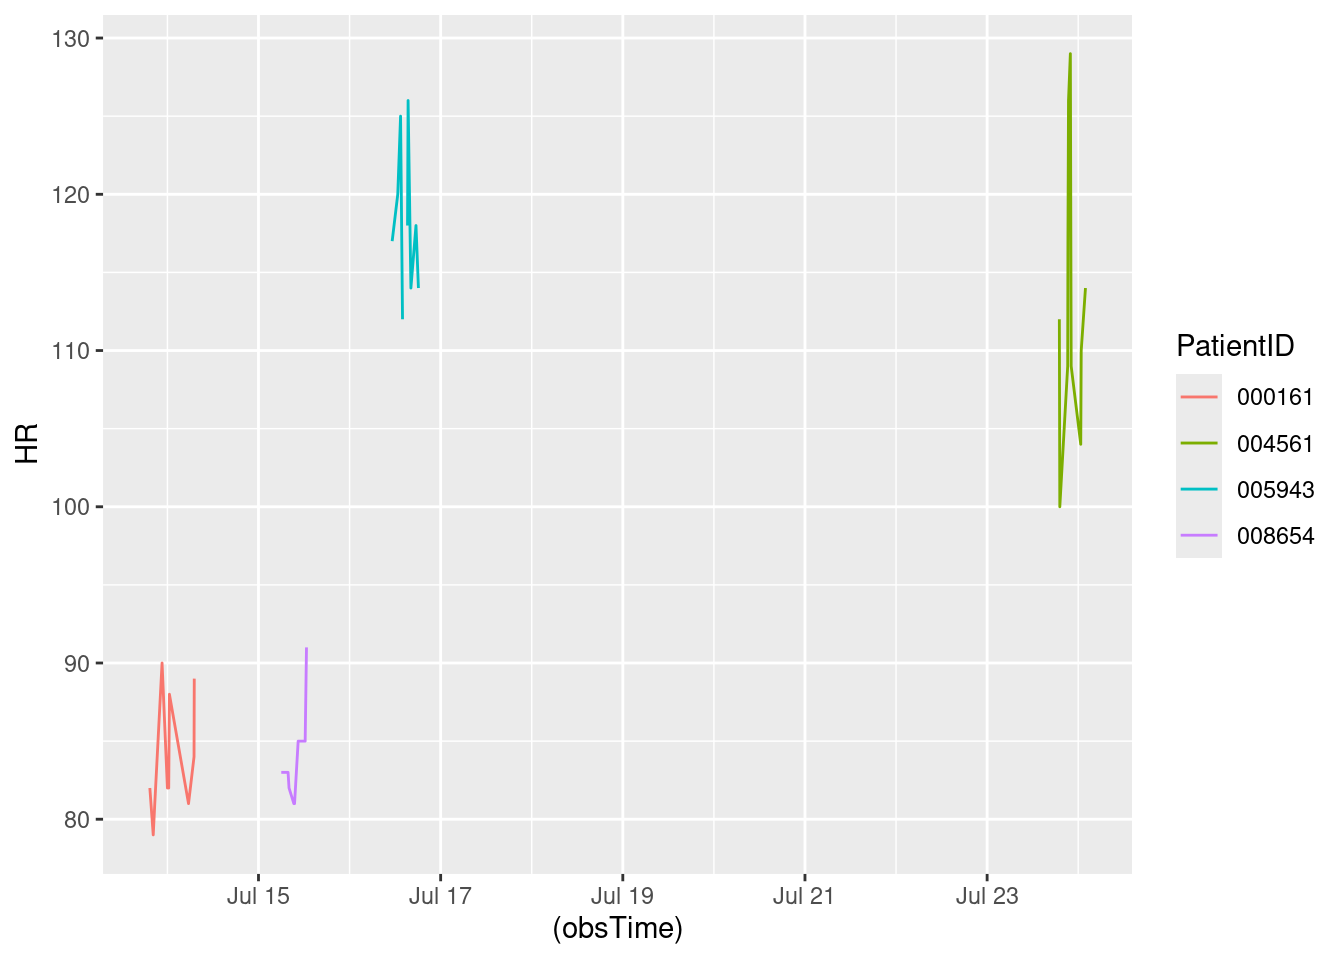 130
120
110
100
90
80
HR
Jul 15
Jul 17
Jul 19
Jul 21
Jul 23
(obsTime)
PatientID
000161
004561
005943
008654